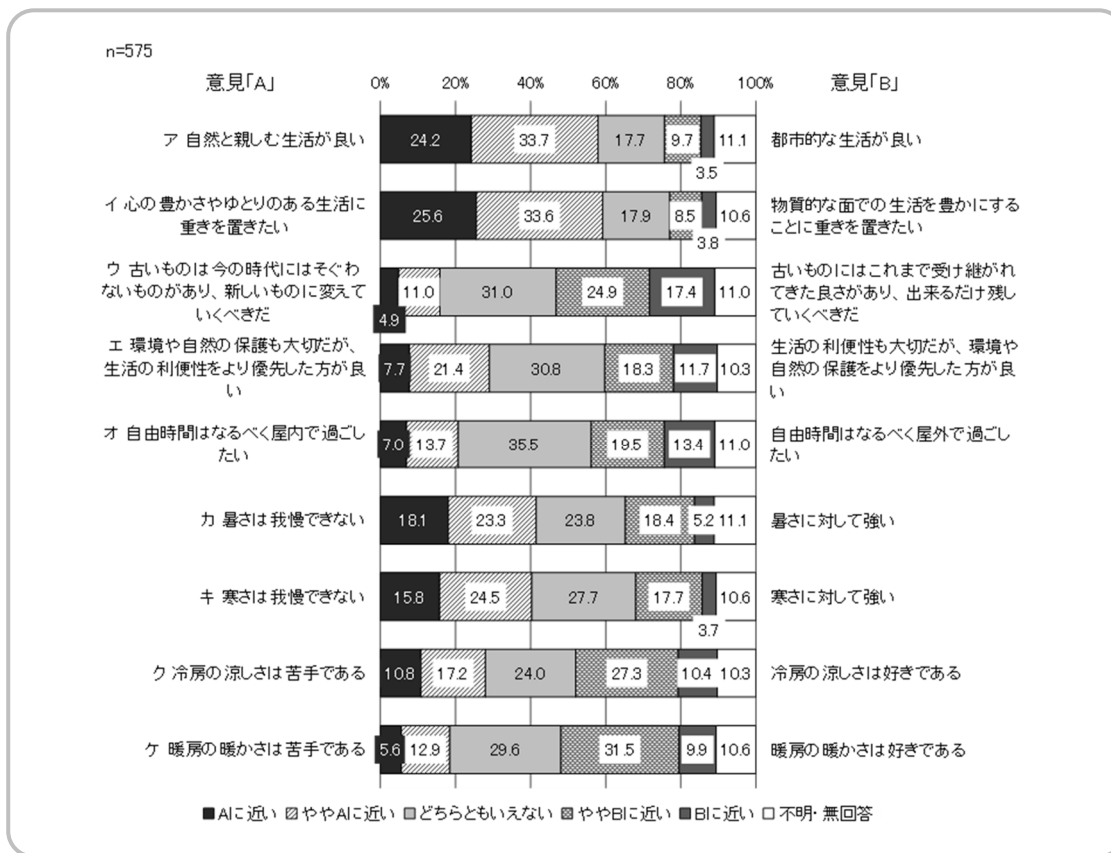 n=575
意見「A」 0% 20% 40% 60% 80% 100% 意見「B」
ア 自然と親しむ生活が良い 24.2 33.7 17.7 9.7 3.5 11.1 都市的な生活が良い
イ 心の豊かさやゆとりのある生活に
重きを置きたい
25.6 33.6 17.9 8.5 3.8 10.6
物質的な面での生活を豊かにする
ことに重きを置きたい
ウ 古いものは今の時代にはそぐわ
ないものがあり、新しいものに変えて
いくべきだ
4.9 11.0 31.0 24.9 17.4 11.0
古いものにはこれまで受け継がれ
てきた良さがあり、出来るだけ残し
ていくべきだ
エ 環境や自然の保護も大切だが、
生活の利便性をより優先した方が良
い
7.7 21.4 30.8 18.3 11.7 10.3
生活の利便性も大切だが、環境や
自然の保護をより優先した方が良
い
オ 自由時間はなるべく屋内で過ごし
たい
7.0 13.7 35.5 19.5 13.4 11.0
自由時間はなるべく屋外で過ごし
たい
カ 暑さは我慢できない 18.1 23.3 23.8 18.4 5.2 11.1 暑さに対して強い
キ 寒さは我慢できない 15.8 24.5 27.7 17.7 3.7 10.6 寒さに対して強い
ク 冷房の涼しさは苦手である 10.8 17.2 24.0 27.3 10.4 10.3 冷房の涼しさは好きである
ケ 暖房の暖かさは苦手である 5.6 12.9 29.6 31.5 9.9 10.6 暖房の暖かさは好きである
Aに近い ややAに近い どちらともいえない ややBに近い Bに近い 不明・無回答